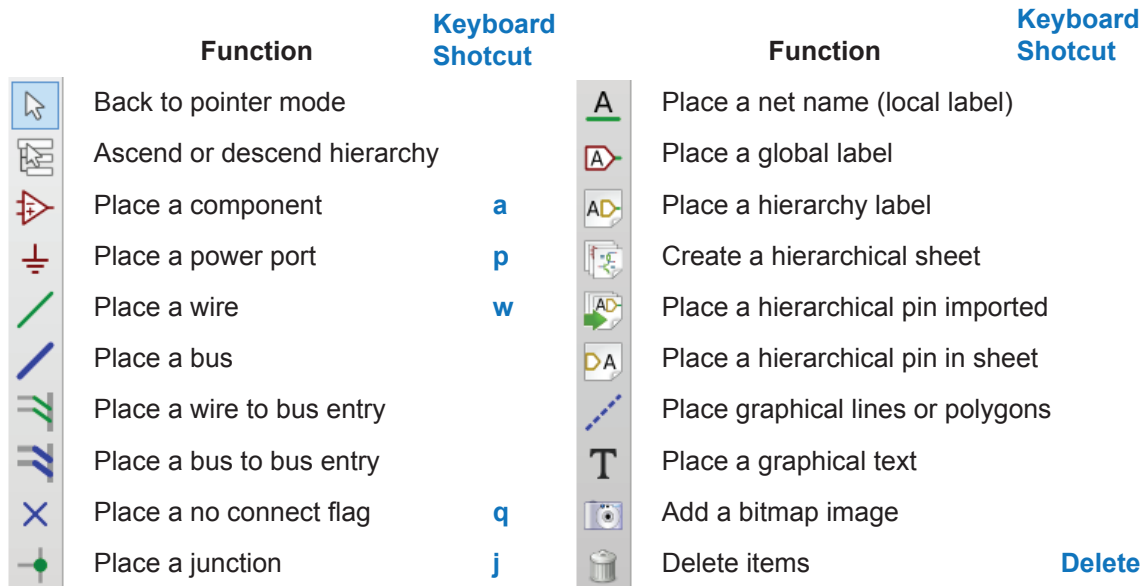 Function Keyboard Shotcut
Back to pointer mode
Ascend or descend hierarchy
Place a component a
Place a power port p
Place a wire w
Place a bus
Place a wire to bus entry
Place a bus to bus entry
Place a no connect flag q
Place a junction j
Function Keyboard Shotcut
A Place a net name (local label)
A Place a global label
A Place a hierarchy label
Create a hierarchical sheet
A Place a hierarchical pin imported
A Place a hierarchical pin in sheet
Place graphical lines or polygons
T Place a graphical text
Add a bitmap image
Delete items Delete